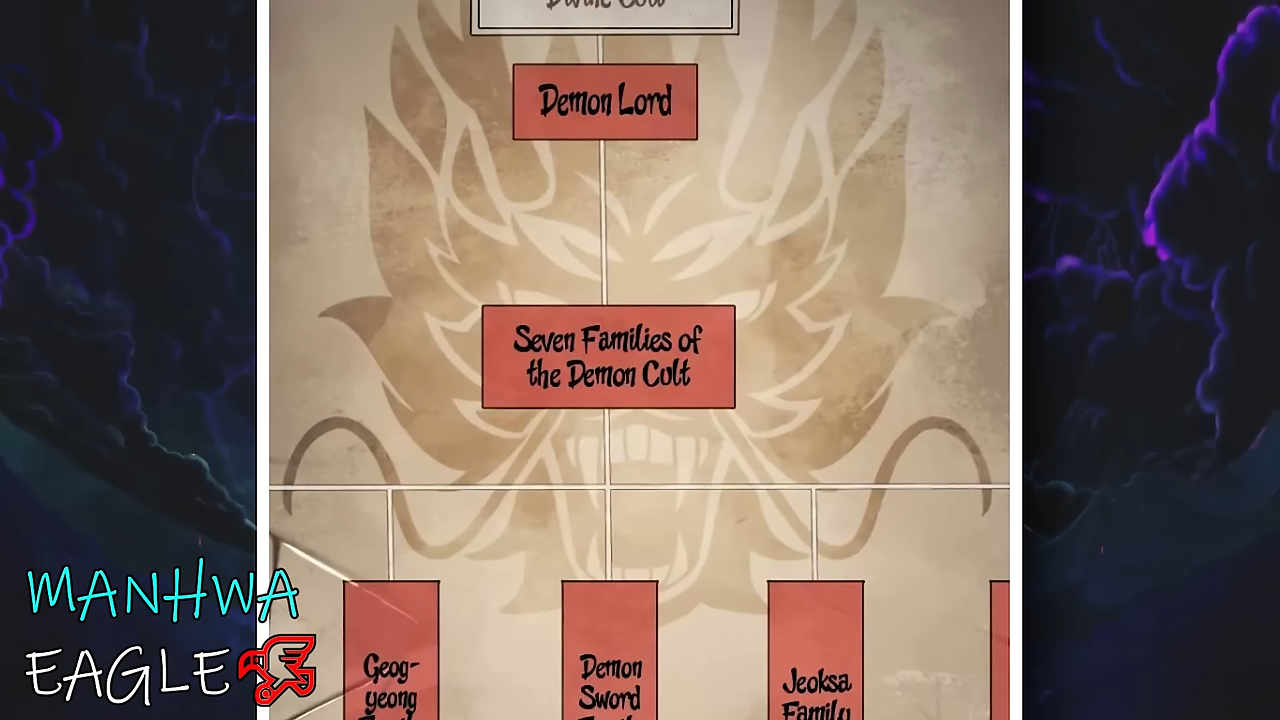 Demon Lord
Seven Families of
the Demon Cult
Geog-
yeong
Demon
Sword
Jeoksa
Family
MANHWA
EAGLE